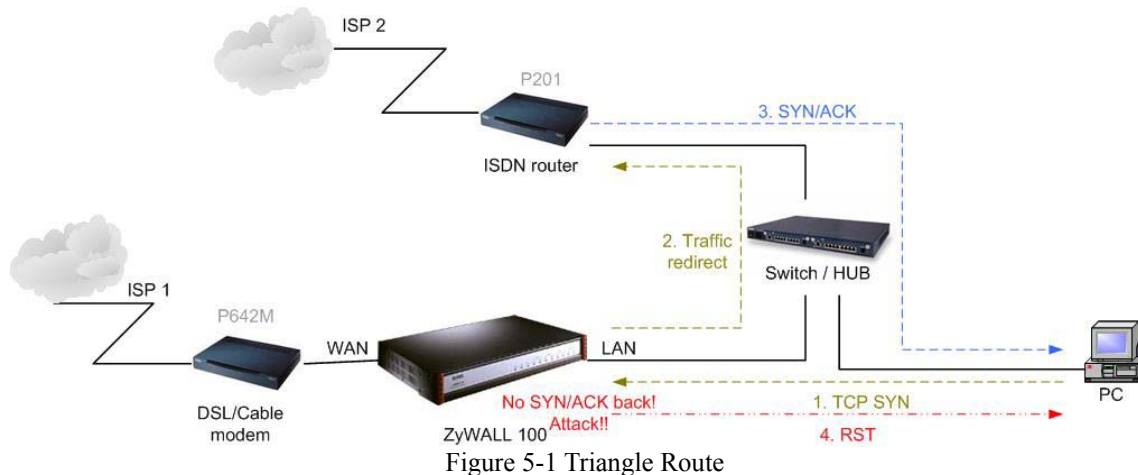 ISP 2
P201
3. SYN/ACK
ISDN router
2. Traffic
redirect
Switch / HUB
ISP 1
P642M
WAN
LAN
DSL/Cable
modem
No SYN/ACK back!
Attack!!
ZyWALL 100
1. TCP SYN
4. RST
PC
Figure 5-1 Triangle Route